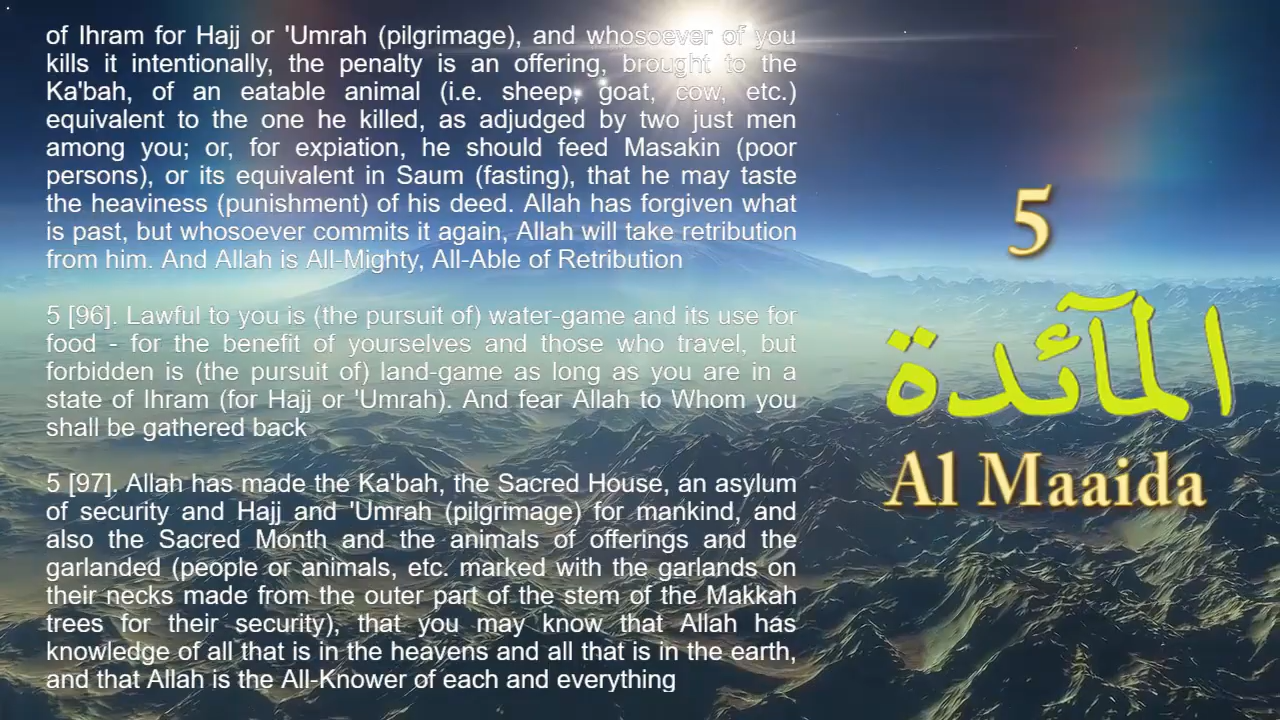 of Ihram for Hajj or 'Umrah (pilgrimage), and whosoever of you
kills it intentionally, the penalty is an offering, brought to the
Ka'bah, of an eatable animal (i.e. sheep, goat, cow, etc.)
equivalent to the one he killed, as adjudged by two just men
among you; or, for expiation, he should feed Masakin (poor
persons), or its equivalent in Saum (fasting), that he may taste
the heaviness (punishment) of his deed. Allah has forgiven what
is past, but whosoever commits it again, Allah will take retribution
from him. And Allah is All-Mighty, All-Able of Retribution
5 [96]. Lawful to you is (the pursuit of) water-game and its use for
food - for the benefit of yourselves and those who travel, but
forbidden is (the pursuit of) land-game as long as you are in a
state of Ihram (for Hajj or 'Umrah). And fear Allah to Whom you
shall be gathered back
5 [97]. Allah has made the Ka'bah, the Sacred House, an asylum
of security and Hajj and 'Umrah (pilgrimage) for mankind, and
also the Sacred Month and the animals of offerings and the
garlanded (people or animals, etc. marked with the garlands on
their necks made from the outer part of the stem of the Makkah
trees for their security), that you may know that Allah has
knowledge of all that is in the heavens and all that is in the earth,
and that Allah is the All-Knower of each and everything
5
المآئدة
Al Maaida